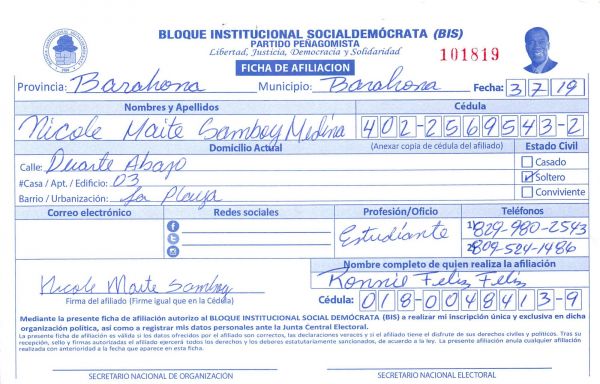 BLOQUE INSTITUCIONAL SOCIALDEMÓCRATA (BIS)
PARTIDO PEÑAGOMISTA
Libertad, Justicia, Democracia y Solidaridad
101819
FICHA DE AFILIACION
Provincia: Barahona Municipio: Barahona Fecha: 3/7/19
Nombres y Apellidos Cédula
Nicole Maite Samboy Medina 402-2569543-2
Domicilio Actual (Anexar copia de cédula del afiliado) Estado Civil
Calle: Duarte Abajo Casado
#Casa / Apt. / Edificio: 03 Soltero
Barrio / Urbanización: La Playa Conviviente
Correo electrónico Redes sociales Profesión/Oficio Teléfonos
Estudiante 1) 829-980-2543
2) 809-524-1486
Nombre completo de quien realiza la afiliación
Nicole Maite Samboy Ronnie Feliz Feliz
Firma del afiliado (Firme igual que en la Cédula) Cédula: 018-0048413-9
Mediante la presente ficha de afiliación autorizo al BLOQUE INSTITUCIONAL SOCIAL DEMÓCRATA (BIS) a realizar mi inscripción única y exclusiva en dicha
organización política, así como a registrar mis datos personales ante la Junta Central Electoral.
La presente ficha de afiliación es válida si los datos ofrecidos por el afiliado son correctos, las declaraciones veraces y si el afiliado tiene el disfrute de sus derechos civiles y políticos. Tras su
recepción, sello y firmas autorizadas el afiliado ejercerá todos los derechos y los deberes estatutariamente sancionados, de acuerdo a la ley. La presente afiliación anula cualquier afiliación
realizada con anterioridad a la fecha que aparece en esta ficha.
SECRETARIO NACIONAL DE ORGANIZACIÓN SECRETARIO NACIONAL ELECTORAL